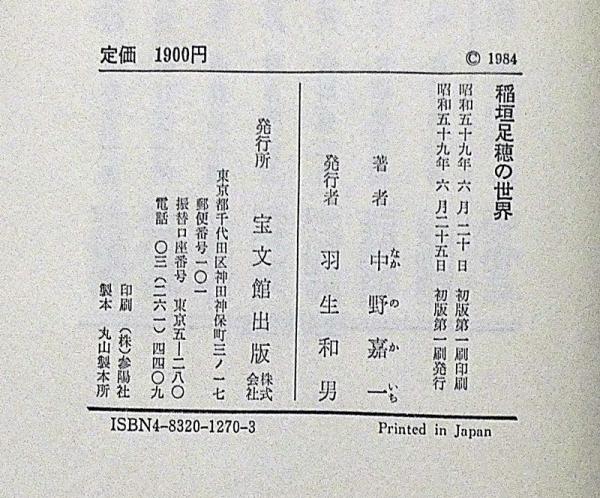 定価 1900円
© 1984
稲垣足穂の世界
昭和五十九年 六 月 二十 日 初版第一刷印刷
昭和五十九年 六 月二十五日 初版第一刷発行
著者 中野嘉一
なかのかいち
発行者 羽生和男
発行所 宝文館出版 株式会社
東京都千代田区神田神保町三ノ一七
郵便番号一〇一
振替口座番号 東京五―二八〇
電話 〇三(二六一)四四〇九
印刷 (株)参陽社
製本 丸山製本所
ISBN4-8320-1270-3
Printed in Japan